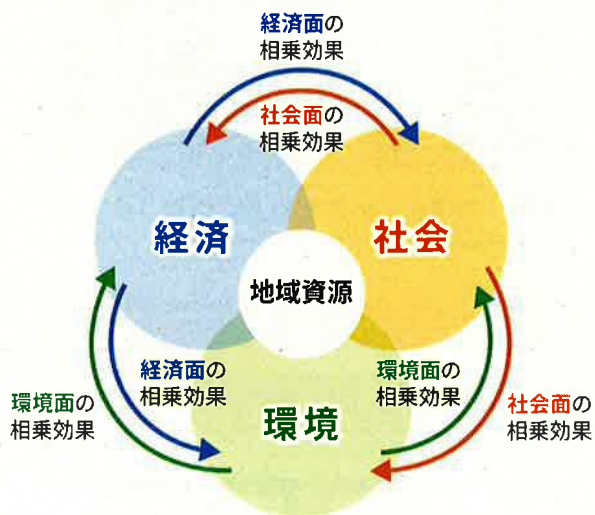 経済面の
相乗効果
社会面の
相乗効果
経済
社会
地域資源
経済面の
相乗効果
環境面の
相乗効果
環境面の
相乗効果
社会面の
相乗効果
環境